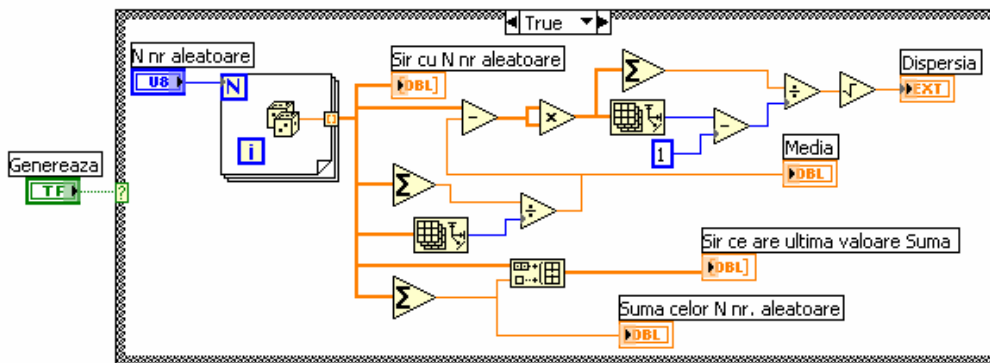 True
N nr aleatoare
U8
N
i
Sir cu N nr aleatoare
DBL]
Σ
Dispersia
EXT
÷
√
-
×
-
1
Genereaza
TF
?
Media
DBL
Σ
÷
Sir ce are ultima valoare Suma
DBL]
Σ
Suma celor N nr. aleatoare
DBL